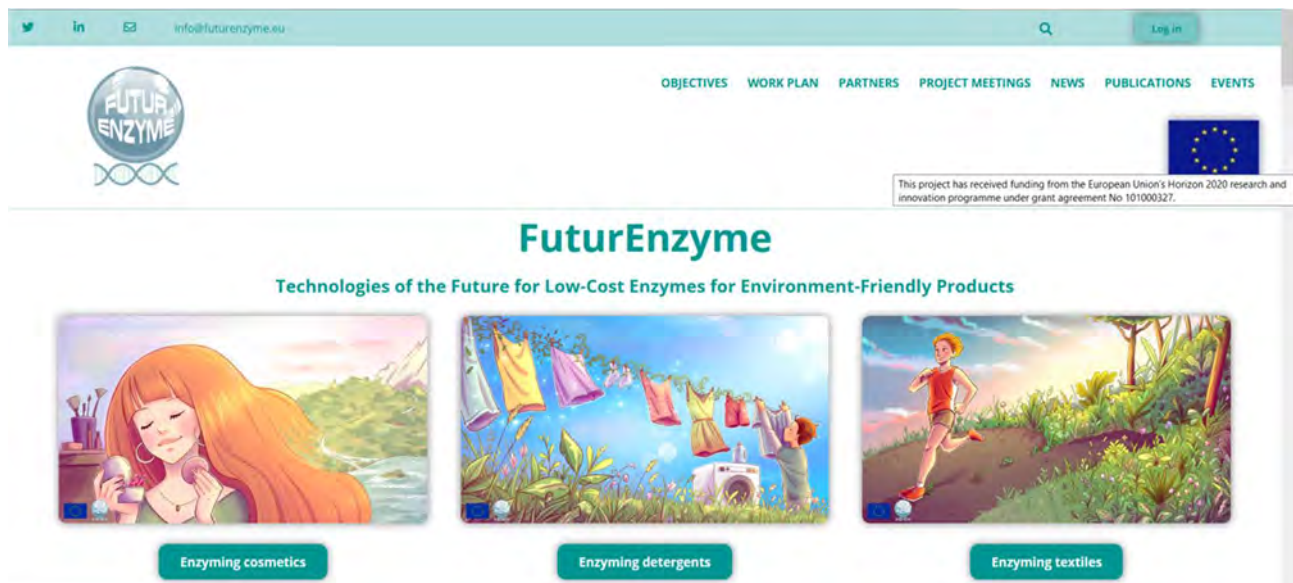 info@futurenzyme.eu
Log in
FUTUR
ENZYME
OBJECTIVES WORK PLAN PARTNERS PROJECT MEETINGS NEWS PUBLICATIONS EVENTS
This project has received funding from the European Union's Horizon 2020 research and
innovation programme under grant agreement No 101000327.
FuturEnzyme
Technologies of the Future for Low-Cost Enzymes for Environment-Friendly Products
Enzyming cosmetics
Enzyming detergents
Enzyming textiles